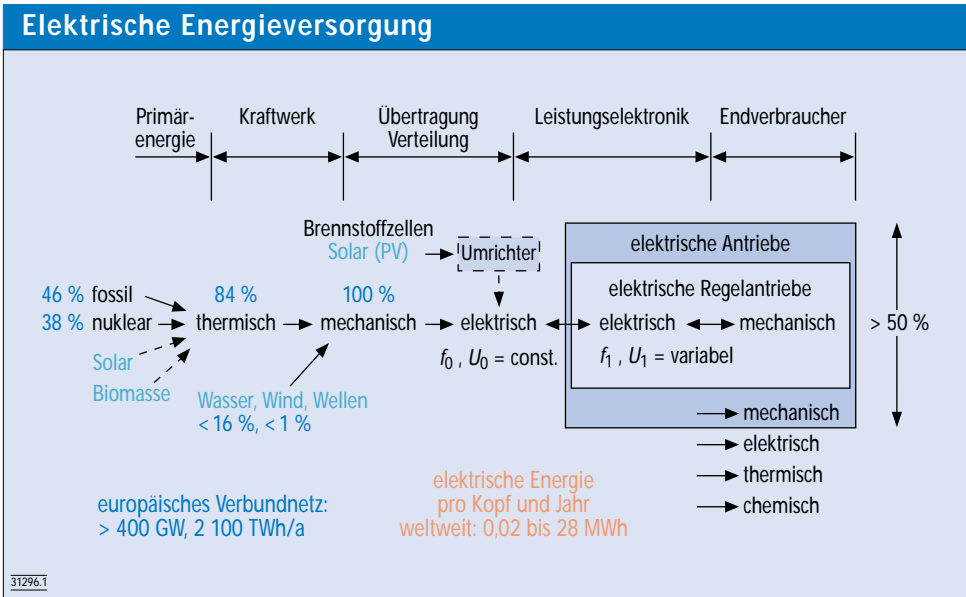 Elektrische Energieversorgung
Primär-
energie
Kraftwerk
Übertragung
Verteilung
Leistungselektronik
Endverbraucher
Brennstoffzellen
Solar (PV)
Umrichter
elektrische Antriebe
elektrische Regelantriebe
46 % fossil
84 %
100 %
38 % nuklear
thermisch
mechanisch
elektrisch
elektrisch
mechanisch
> 50 %
Solar
Biomasse
f0 , U0 = const.
f1 , U1 = variabel
Wasser, Wind, Wellen
< 16 %, < 1 %
mechanisch
elektrisch
thermisch
chemisch
europäisches Verbundnetz:
> 400 GW, 2 100 TWh/a
elektrische Energie
pro Kopf und Jahr
weltweit: 0,02 bis 28 MWh
31296.1